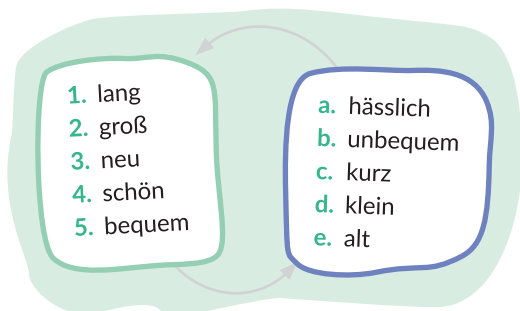 1. lang
2. groß
3. neu
4. schön
5. bequem
a. hässlich
b. unbequem
c. kurz
d. klein
e. alt